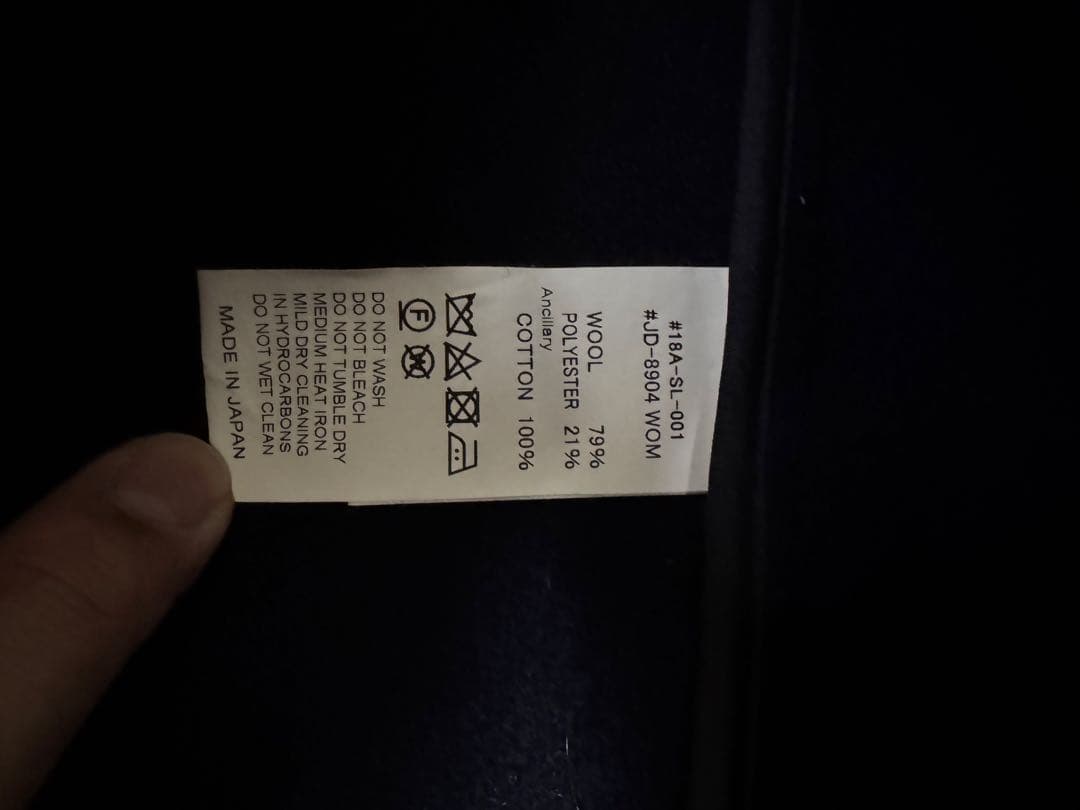 #18A-SL-001
#JD-8904 WOM
WOOL 79%
POLYESTER 21%
Ancillary
COTTON 100%
F W
DO NOT WASH
DO NOT BLEACH
DO NOT TUMBLE DRY
MEDIUM HEAT IRON
MILD DRY CLEANING
IN HYDROCARBONS
DO NOT WET CLEAN
MADE IN JAPAN